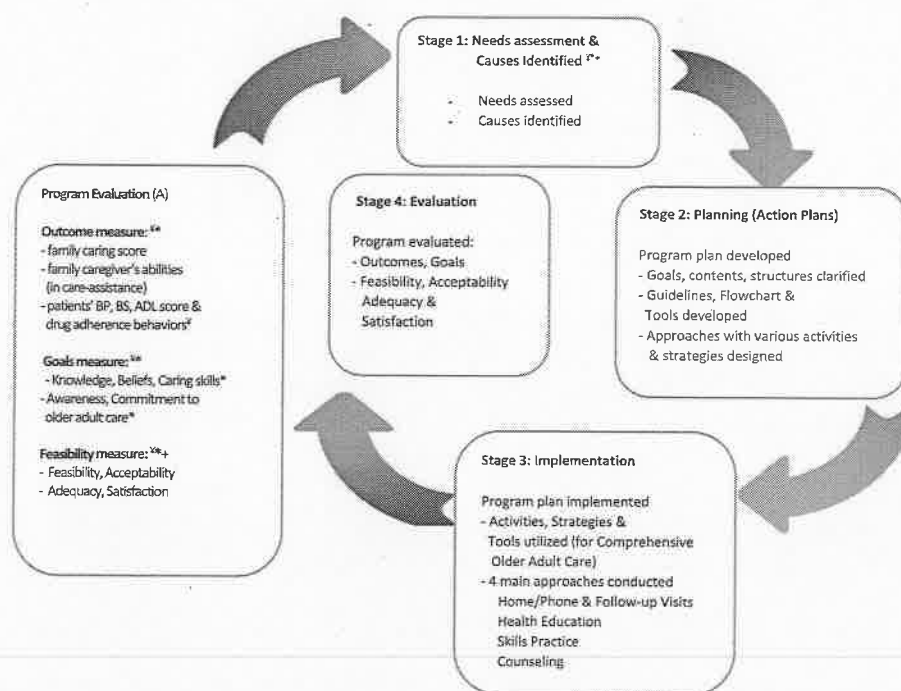 Stage 1: Needs assessment &
Causes Identified ¥*+
- Needs assessed
- Causes identified
Program Evaluation (A)
Outcome measure: ¥*
- family caring score
- family caregiver's abilities
(in care-assistance)
- patients' BP, BS, ADL score &
drug adherence behaviors¥
Goals measure: ¥*
- Knowledge, Beliefs, Caring skills*
- Awareness, Commitment to
older adult care*
Feasibility measure: ¥*+
- Feasibility, Acceptability
- Adequacy, Satisfaction
Stage 4: Evaluation
Program evaluated:
- Outcomes, Goals
- Feasibility, Acceptability
Adequacy &
Satisfaction
Stage 2: Planning (Action Plans)
Program plan developed
- Goals, contents, structures clarified
- Guidelines, Flowchart &
Tools developed
- Approaches with various activities
& strategies designed
Stage 3: Implementation
Program plan implemented
- Activities, Strategies &
Tools utilized (for Comprehensive
Older Adult Care)
- 4 main approaches conducted
Home/Phone & Follow-up Visits
Health Education
Skills Practice
Counseling